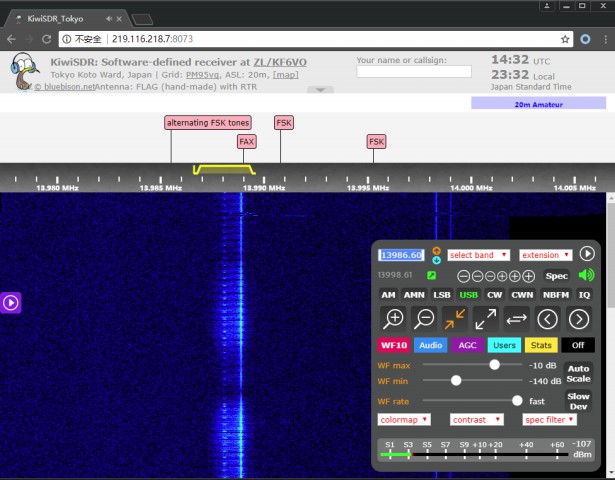 KiwiSDR_Tokyo
不安全 | 219.116.218.7:8073
KiwiSDR: Software-defined receiver at ZL/KF6VO
Tokyo Koto Ward, Japan | Grid: PM95vq, ASL: 20m, [map]
© bluebison.net Antenna: FLAG (hand-made) with RTR
Your name or callsign:
14:32 UTC
23:32 Local
Japan Standard Time
20m Amateur
alternating FSK tones
FSK
FAX
FSK
13.980 MHz 13.985 MHz 13.990 MHz 13.995 MHz 14.000 MHz 14.005 MHz
13986.60 select band extension
13998.61 Spec
AM AMN LSB USB CW CWN NBFM IQ
WF10 Audio AGC Users Stats Off
WF max -10 dB
WF min -140 dB
Auto Scale
WF rate fast
Slow Dev
colormap contrast spec filter
S1 S3 S5 S7 S9 +10 +20 +40 +60 -107 dBm